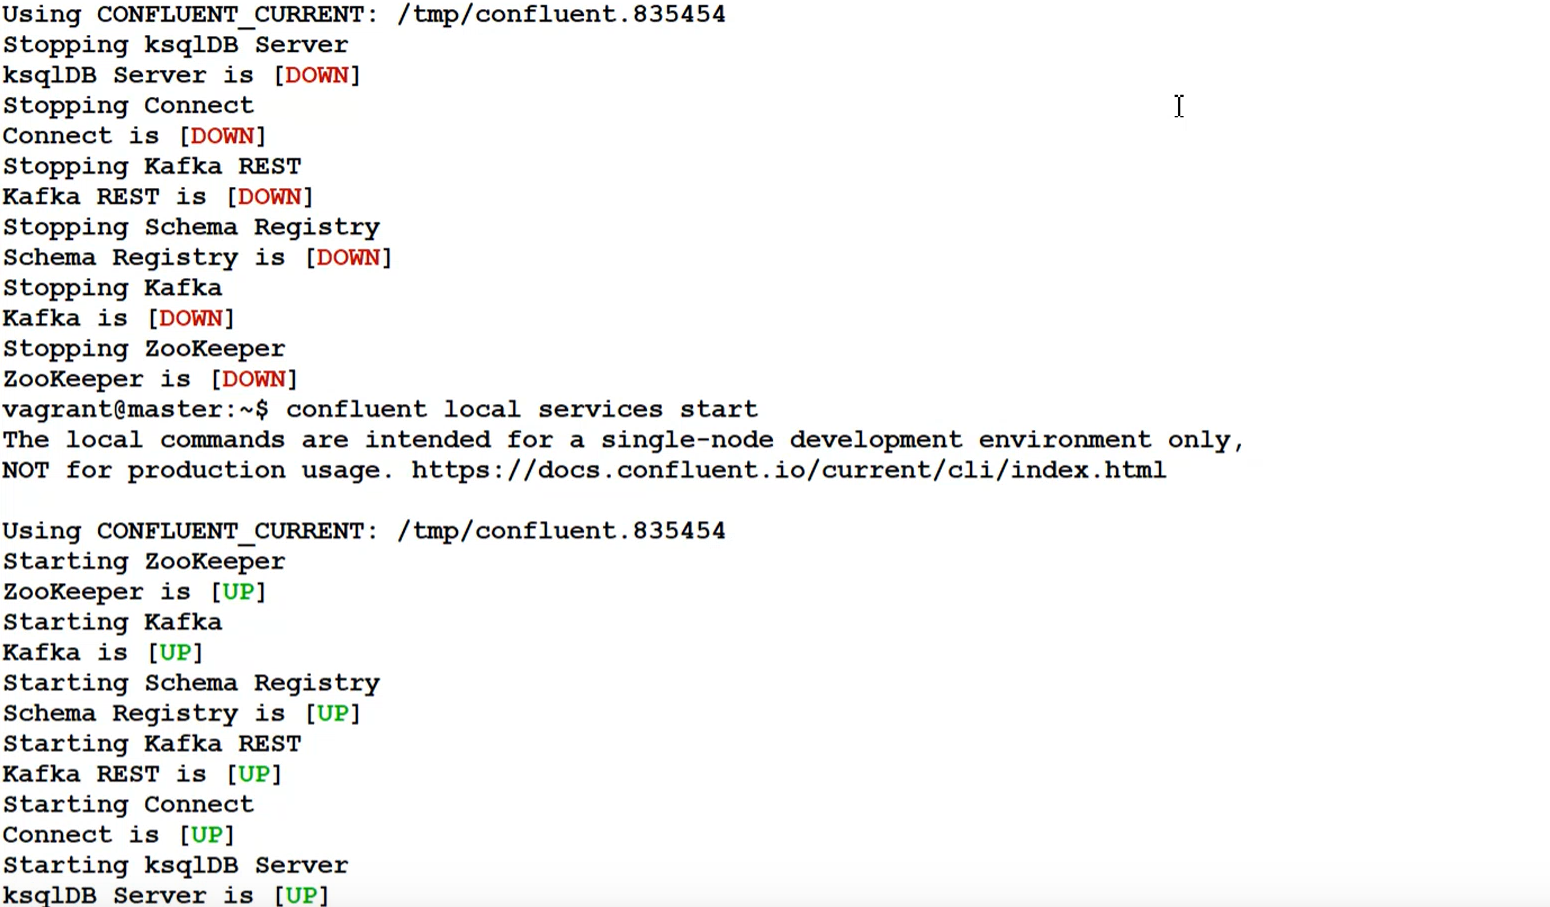 Using CONFLUENT_CURRENT: /tmp/confluent.835454
Stopping ksqlDB Server
ksqlDB Server is [DOWN]
Stopping Connect
Connect is [DOWN]
Stopping Kafka REST
Kafka REST is [DOWN]
Stopping Schema Registry
Schema Registry is [DOWN]
Stopping Kafka
Kafka is [DOWN]
Stopping ZooKeeper
ZooKeeper is [DOWN]
vagrant@master:~$ confluent local services start
The local commands are intended for a single-node development environment only,
NOT for production usage. https://docs.confluent.io/current/cli/index.html
Using CONFLUENT_CURRENT: /tmp/confluent.835454
Starting ZooKeeper
ZooKeeper is [UP]
Starting Kafka
Kafka is [UP]
Starting Schema Registry
Schema Registry is [UP]
Starting Kafka REST
Kafka REST is [UP]
Starting Connect
Connect is [UP]
Starting ksqlDB Server
ksqlDB Server is [UP]